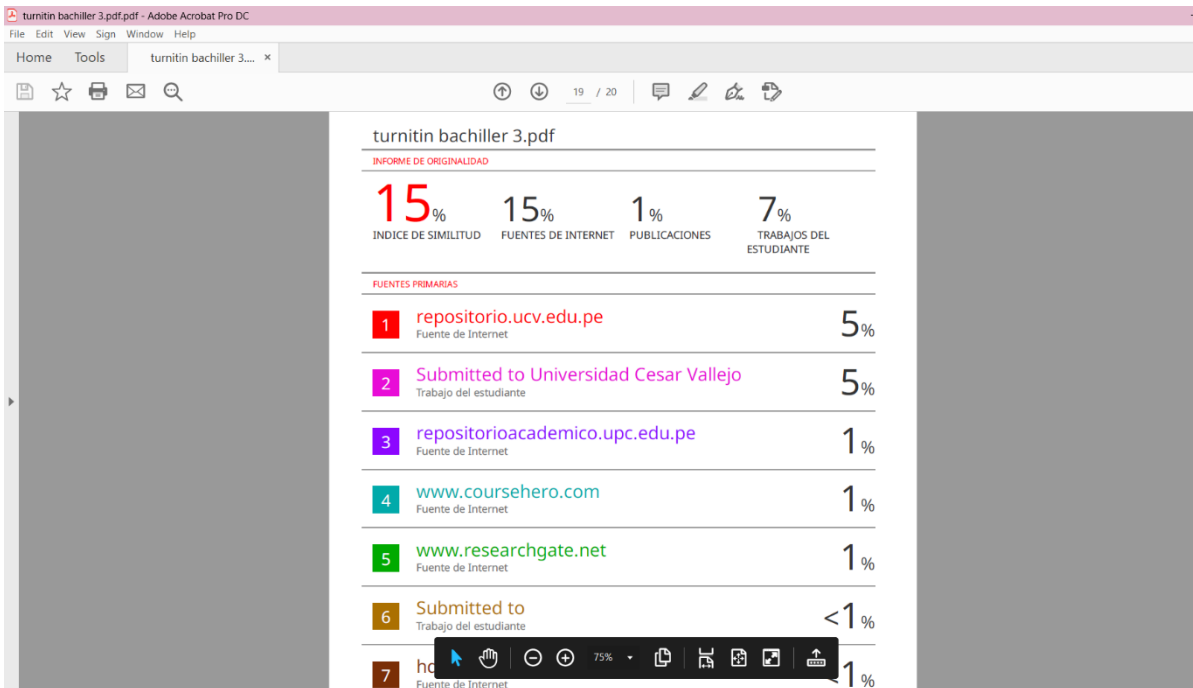 turnitin bachiller 3.pdf.pdf - Adobe Acrobat Pro DC
File Edit View Sign Window Help
Home Tools turnitin bachiller 3.... ×
19 / 20
turnitin bachiller 3.pdf
INFORME DE ORIGINALIDAD
15% 15% 1% 7%
INDICE DE SIMILITUD FUENTES DE INTERNET PUBLICACIONES TRABAJOS DEL
ESTUDIANTE
FUENTES PRIMARIAS
1 repositorio.ucv.edu.pe 5%
Fuente de Internet
2 Submitted to Universidad Cesar Vallejo 5%
Trabajo del estudiante
3 repositorioacademico.upc.edu.pe 1%
Fuente de Internet
4 www.coursehero.com 1%
Fuente de Internet
5 www.researchgate.net 1%
Fuente de Internet
6 Submitted to <1%
Trabajo del estudiante
75%
7 <1%
Fuente de Internet